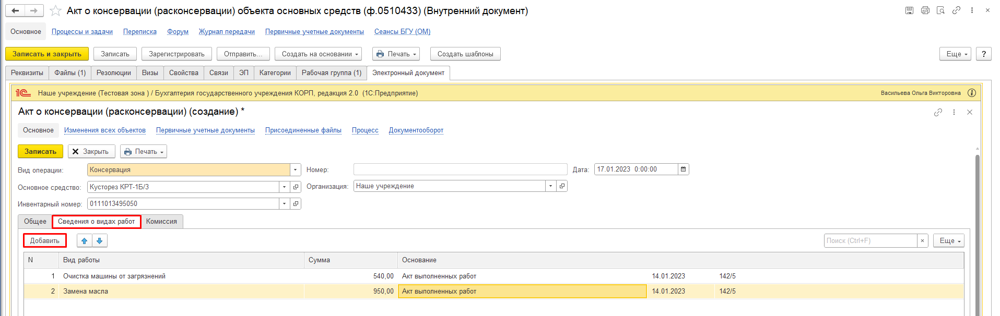 Акт о консервации (расконсервации) объекта основных средств (ф.0510433) (Внутренний документ)
Основное Процессы и задачи Переписка Форум Журнал передачи Первичные учетные документы Сеансы БГУ (ОМ)
Записать и закрыть Записать Зарегистрировать Отправить... Создать на основании Печать Создать шаблоны Еще ?
Реквизиты Файлы (1) Резолюции Визы Свойства Связи ЭП Категории Рабочая группа (1) Электронный документ
1С Наше учреждение (Тестовая зона ) / Бухгалтерия государственного учреждения КОРП, редакция 2.0 (1С:Предприятие) Васильева Ольга Викторовна
Акт о консервации (расконсервации) (создание) *
Основное Изменения всех объектов Первичные учетные документы Присоединенные файлы Процесс Документооборот
Записать Закрыть Печать
Вид операции: Консервация Номер: Дата: 17.01.2023 0:00:00
Основное средство: Кусторез КРТ-1Б/3 Организация: Наше учреждение
Инвентарный номер: 0111013495050
Общее Сведения о видах работ Комиссия
Добавить Поиск (Ctrl+F) × Еще
N Вид работы Сумма Основание
1 Очистка машины от загрязнений 540,00 Акт выполненных работ 14.01.2023 142/5
2 Замена масла 950,00 Акт выполненных работ 14.01.2023 142/5